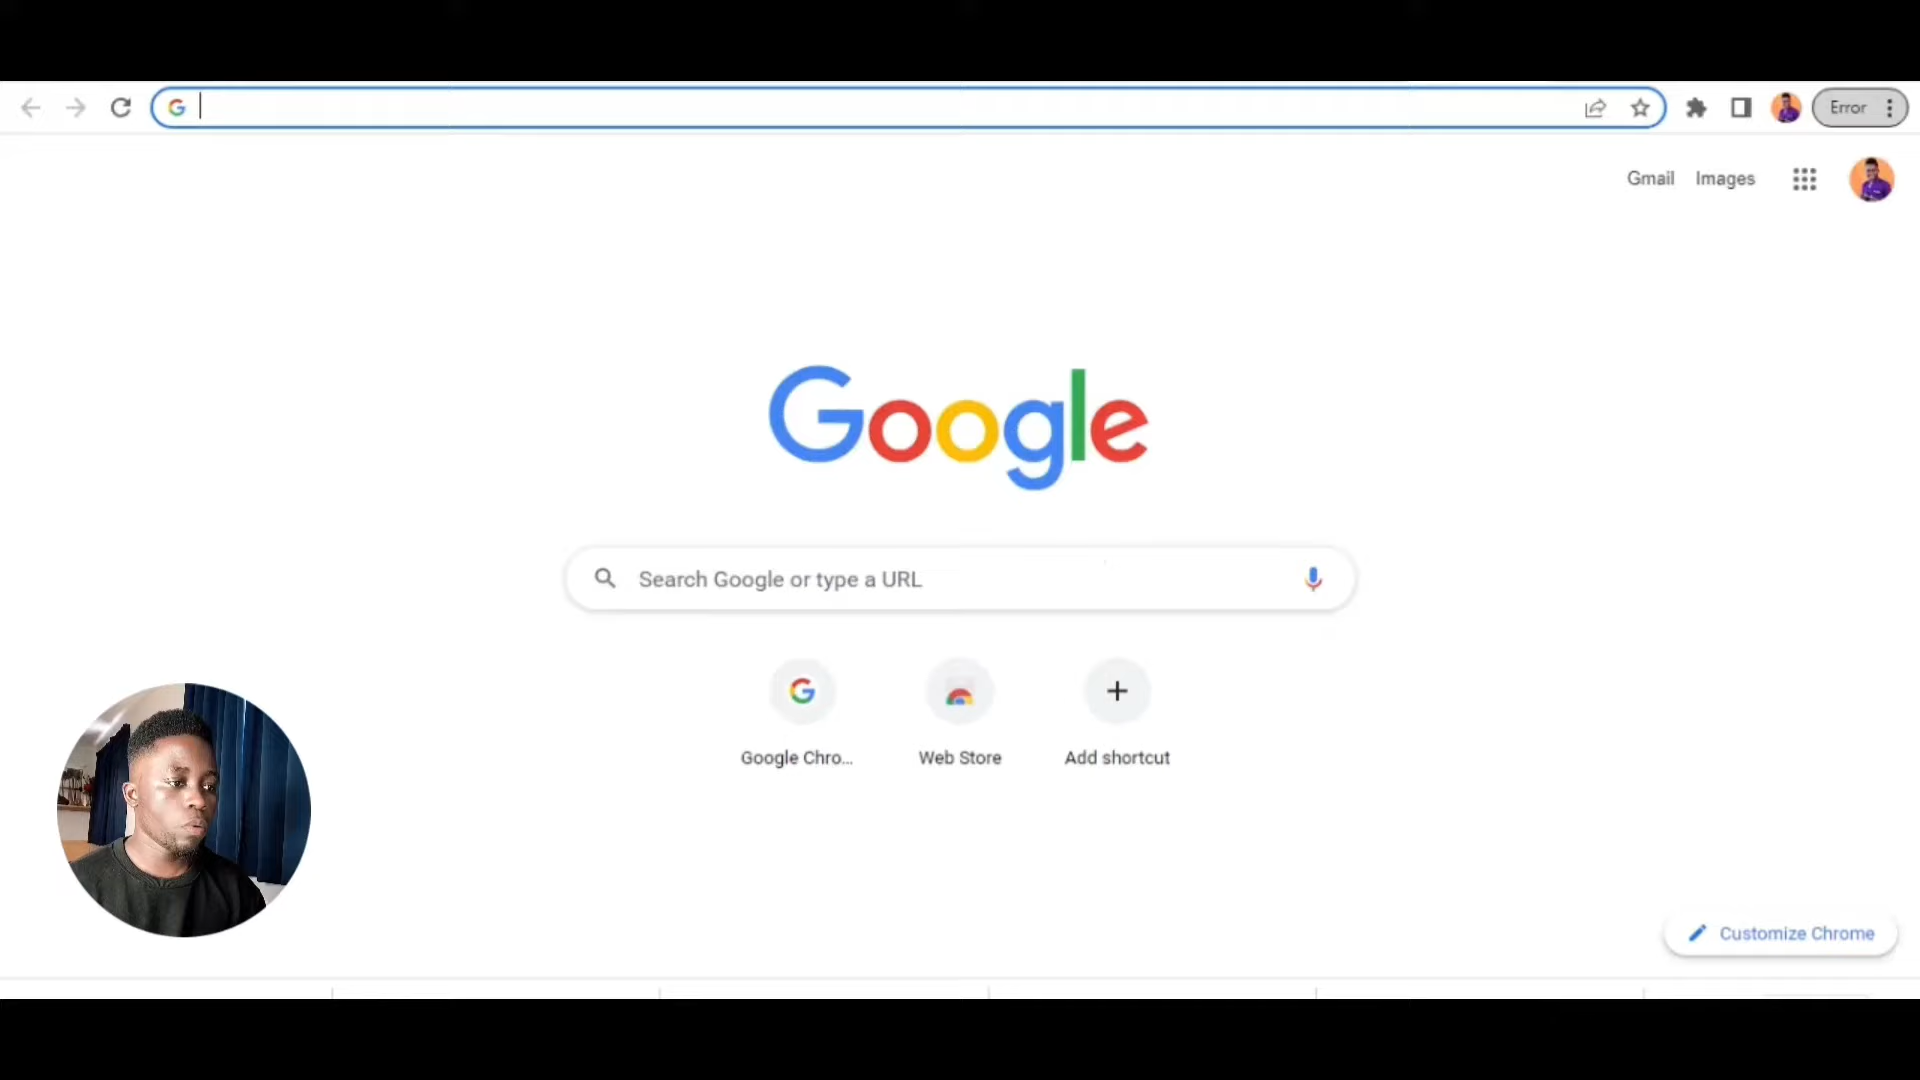 Error
Gmail Images
Google
Search Google or type a URL
Google Chro...
Web Store
Add shortcut
Customize Chrome